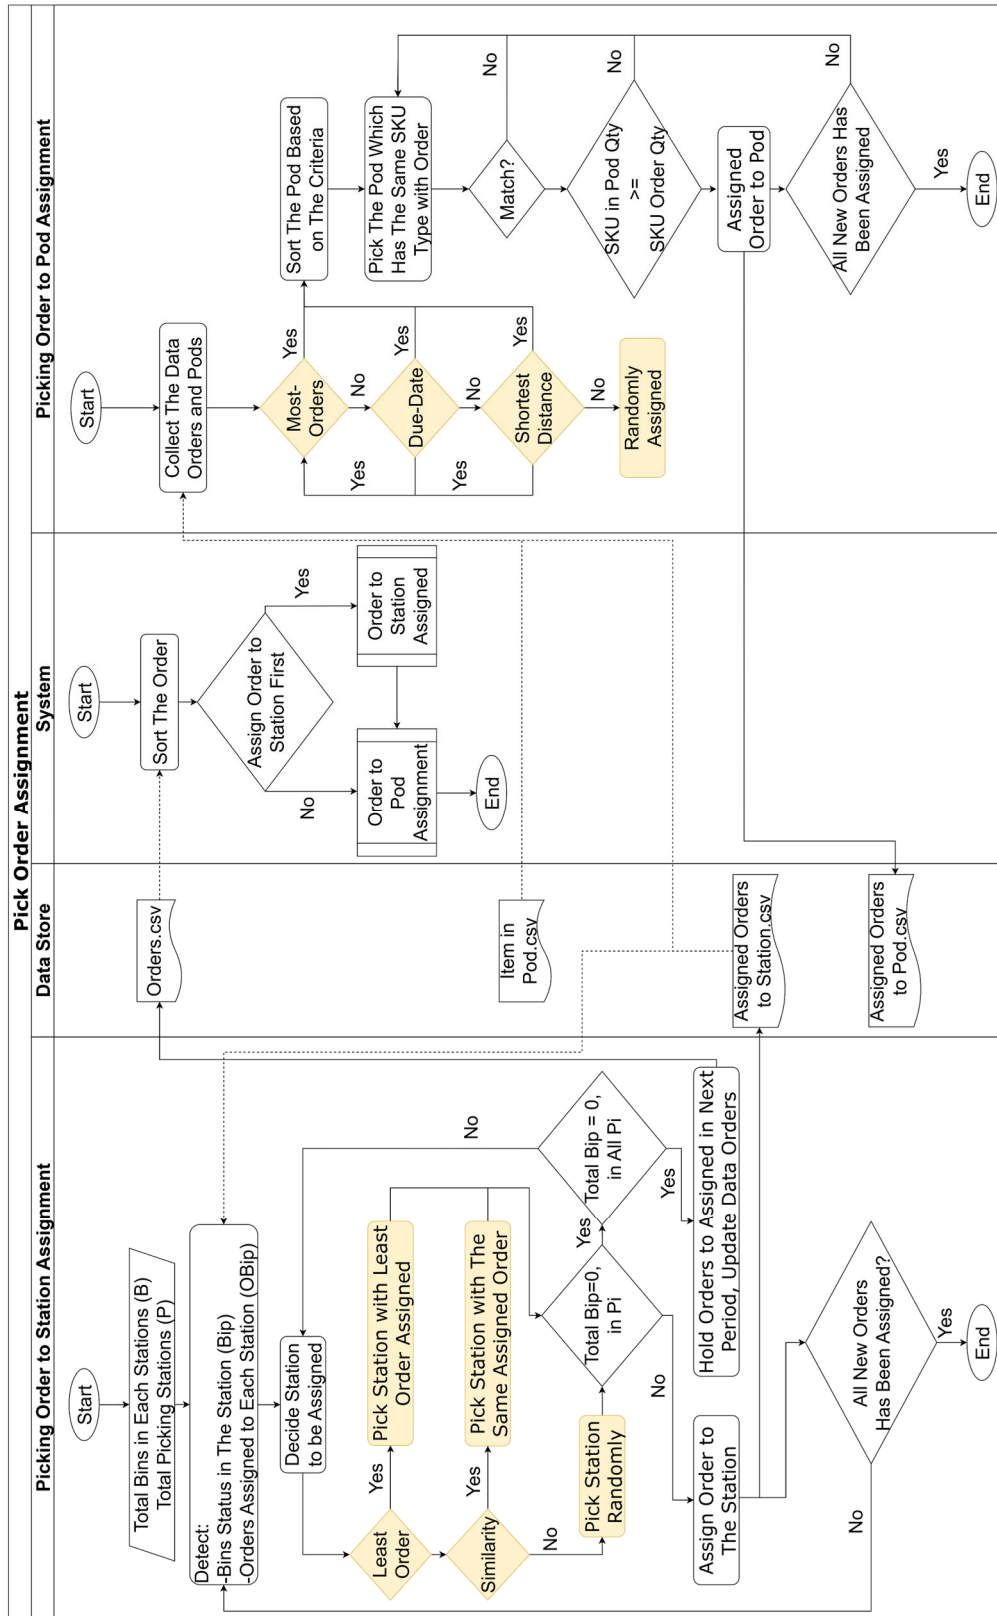 Pick Order Assignment
Picking Order to Station Assignment
Start
Total Bins in Each Stations (B)
Total Picking Stations (P)
Detect:
-Bins Status in The Station (Bip)
-Orders Assigned to Each Station (OBip)
Decide Station
to be Assigned
Least
Order
Yes
Pick Station with Least
Order Assigned
Similarity
Yes
Pick Station with The
Same Assigned Order
No
Pick Station
Randomly
Total Bip=0,
in Pi
Yes
Total Bip = 0,
in All Pi
No
No
Yes
Assign Order to
The Station
Hold Orders to Assigned in Next
Period, Update Data Orders
All New Orders
Has Been Assigned?
No
Yes
End
Data Store
Orders.csv
Item in
Pod.csv
Assigned Orders
to Station.csv
Assigned Orders
to Pod.csv
System
Start
Sort The Order
Assign Order to
Station First
No
Yes
Order to
Pod
Assignment
Order to
Station
Assigned
End
Picking Order to Pod Assignment
Start
Collect The Data
Orders and Pods
Most-
Orders
Yes
No
Yes
Due-Date
Yes
No
Yes
Shortest
Distance
Yes
No
Randomly
Assigned
Sort The Pod Based
on The Criteria
Pick The Pod Which
Has The Same SKU
Type with Order
Match?
No
SKU in Pod Qty
>=
SKU Order Qty
No
Assigned
Order to Pod
All New Orders Has
Been Assigned
No
Yes
End